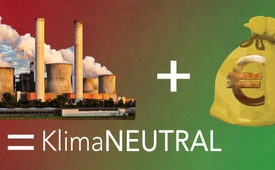 +
€
= KlimaNEUTRAL